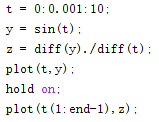 t = 0:0.001:10;
y = sin(t);
z = diff(y)./diff(t);
plot(t,y);
hold on;
plot(t(1:end-1),z);